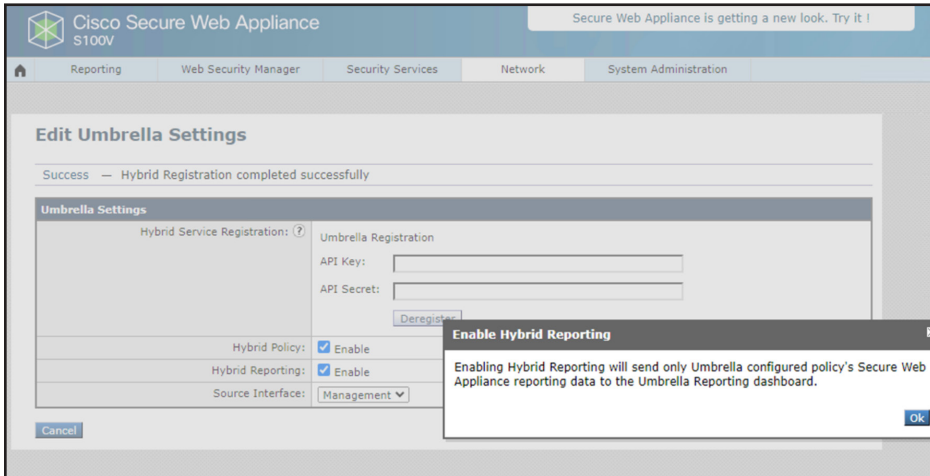 Cisco Secure Web Appliance
S100V
Secure Web Appliance is getting a new look. Try it !
Reporting Web Security Manager Security Services Network System Administration
Edit Umbrella Settings
Success — Hybrid Registration completed successfully
Umbrella Settings
Hybrid Service Registration: ?
Umbrella Registration
API Key:
API Secret:
Deregister
Hybrid Policy: Enable
Hybrid Reporting: Enable
Source Interface: Management
Cancel
Enable Hybrid Reporting
Enabling Hybrid Reporting will send only Umbrella configured policy's Secure Web
Appliance reporting data to the Umbrella Reporting dashboard.
Ok